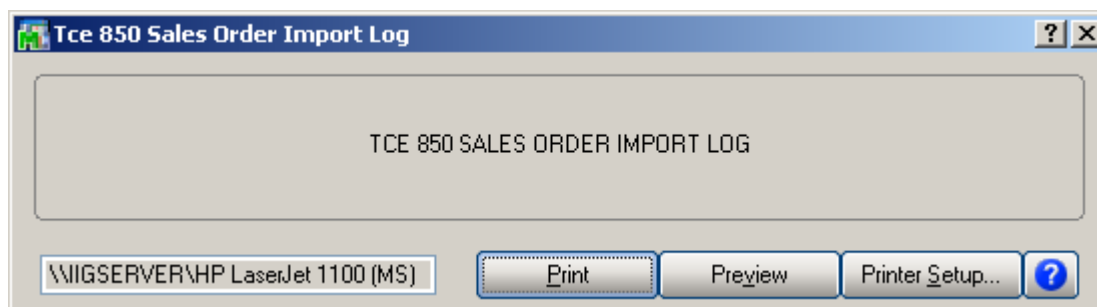 Tce 850 Sales Order Import Log
TCE 850 SALES ORDER IMPORT LOG
\\IIGSERVER\HP LaserJet 1100 (MS)
Print
Preview
Printer Setup...